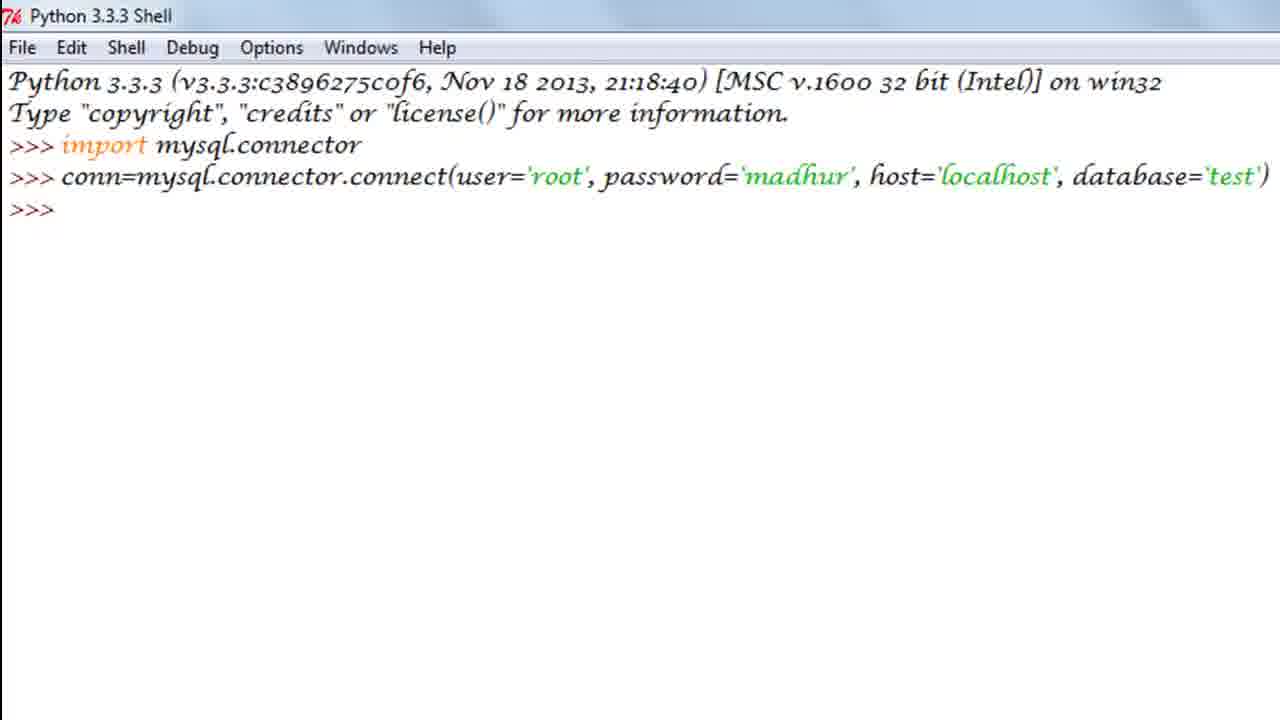 Python 3.3.3 Shell
File Edit Shell Debug Options Windows Help
Python 3.3.3 (v3.3.3:c3896275c0f6, Nov 18 2013, 21:18:40) [MSC v.1600 32 bit (Intel)] on win32
Type "copyright", "credits" or "license()" for more information.
>>> import mysql.connector
>>> conn=mysql.connector.connect(user='root', password='madhur', host='localhost', database='test')
>>>